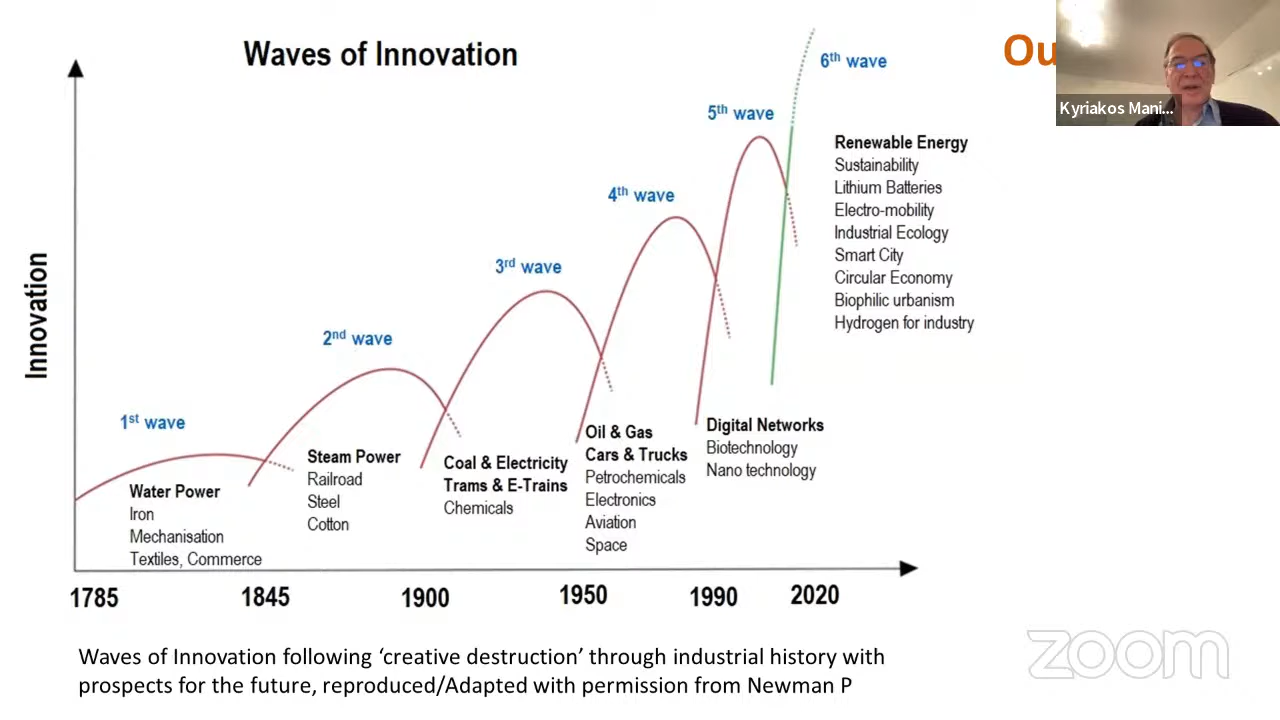 Waves of Innovation
Ou
Kyriakos Mani...
6th wave
5th wave
4th wave
3rd wave
2nd wave
1st wave
Innovation
Renewable Energy
Sustainability
Lithium Batteries
Electro-mobility
Industrial Ecology
Smart City
Circular Economy
Biophilic urbanism
Hydrogen for industry
Water Power
Iron
Mechanisation
Textiles, Commerce
Steam Power
Railroad
Steel
Cotton
Coal & Electricity
Trams & E-Trains
Chemicals
Oil & Gas
Cars & Trucks
Petrochemicals
Electronics
Aviation
Space
Digital Networks
Biotechnology
Nano technology
1785
1845
1900
1950
1990
2020
Waves of Innovation following ‘creative destruction’ through industrial history with
prospects for the future, reproduced/Adapted with permission from Newman P
zoom